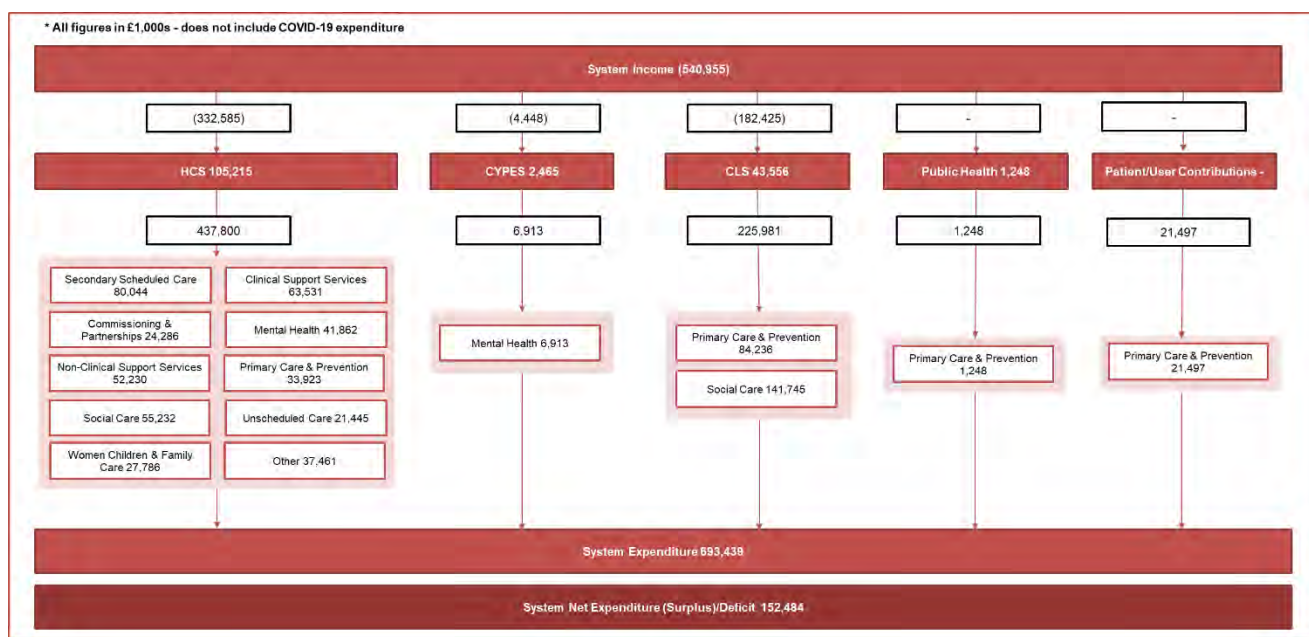 * All figures in £1,000s - does not include COVID-19 expenditure
System Income (540,955)
(332,585)
(4,448)
(182,425)
-
-
HCS 105,215
CYPES 2,465
CLS 43,556
Public Health 1,248
Patient/User Contributions -
437,800
6,913
225,981
1,248
21,497
Secondary Scheduled Care
80,044
Clinical Support Services
63,531
Commissioning &
Partnerships 24,286
Mental Health 41,862
Non-Clinical Support Services
52,230
Primary Care & Prevention
33,923
Social Care 55,232
Unscheduled Care 21,445
Women Children & Family
Care 27,786
Other 37,461
Mental Health 6,913
Primary Care & Prevention
84,236
Social Care 141,745
Primary Care & Prevention
1,248
Primary Care & Prevention
21,497
System Expenditure 693,439
System Net Expenditure (Surplus)/Deficit 152,484